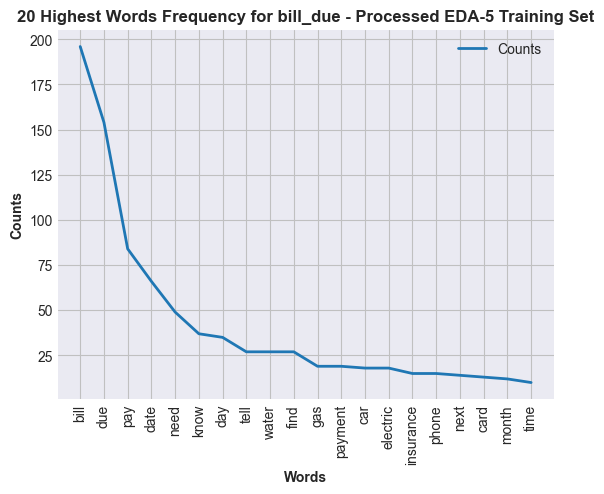 20 Highest Words Frequency for bill_due - Processed EDA-5 Training Set
Counts
200
175
150
125
100
75
50
25
Counts
bill
due
pay
date
need
know
day
tell
water
find
gas
payment
car
electric
insurance
phone
next
card
month
time
Words